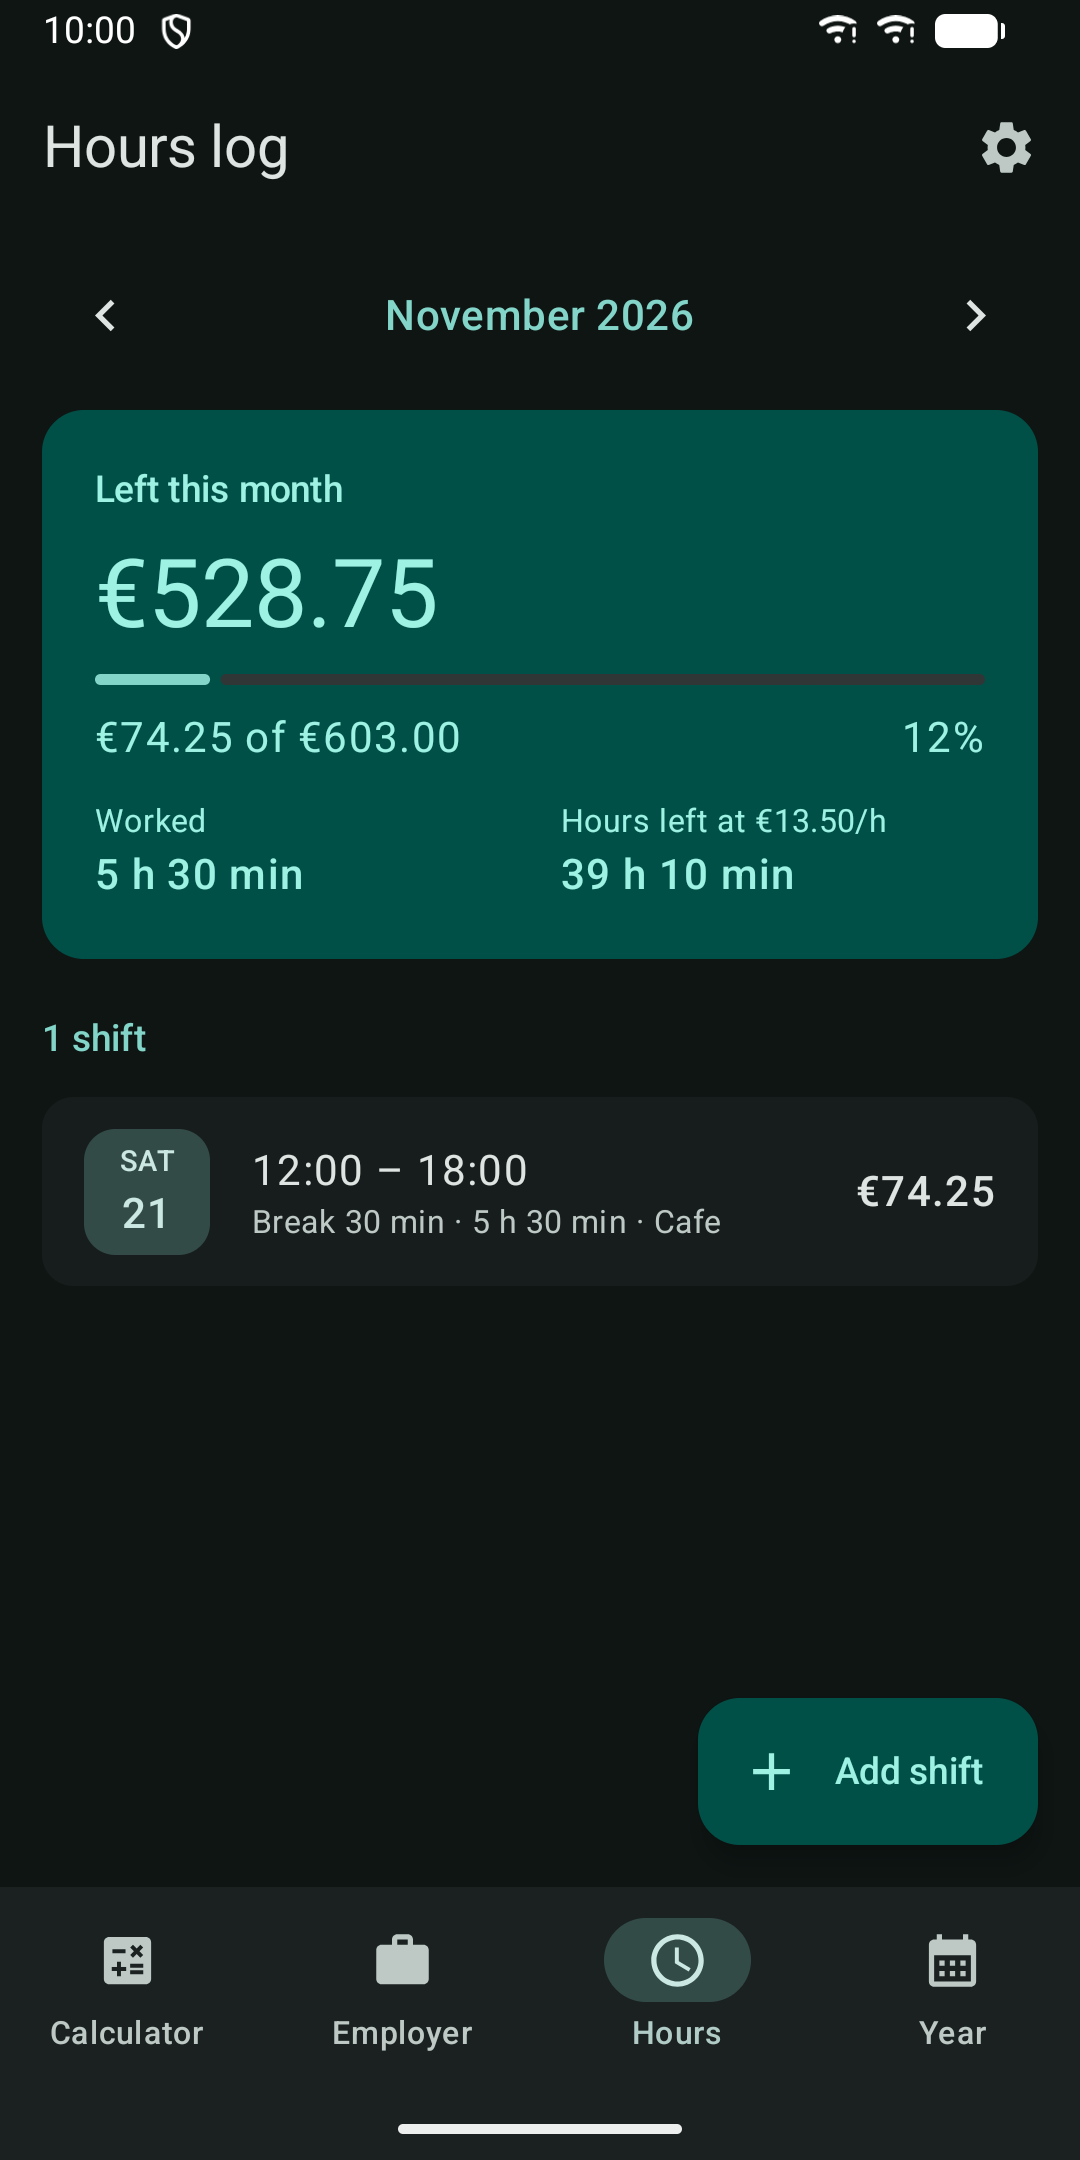 10:00
Hours log
November 2026
Left this month
€528.75
€74.25 of €603.00
12%
Worked
Hours left at €13.50/h
5 h 30 min
39 h 10 min
1 shift
SAT
21
12:00 – 18:00
Break 30 min · 5 h 30 min · Cafe
€74.25
Add shift
Calculator
Employer
Hours
Year